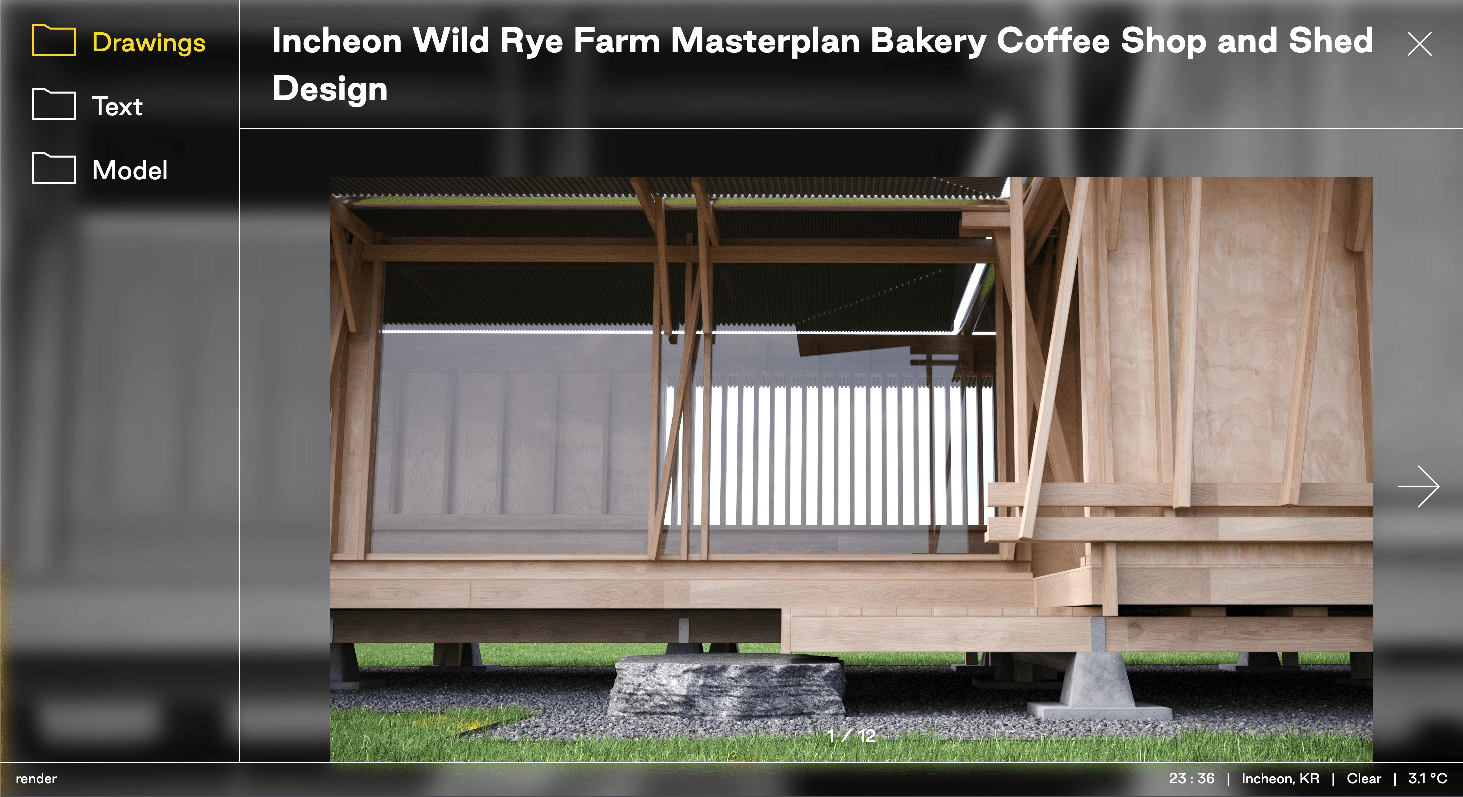 Drawings
Text
Model
Incheon Wild Rye Farm Masterplan Bakery Coffee Shop and Shed
Design
1 / 12
render
23 : 36 | Incheon, KR | Clear | 3.1 °C